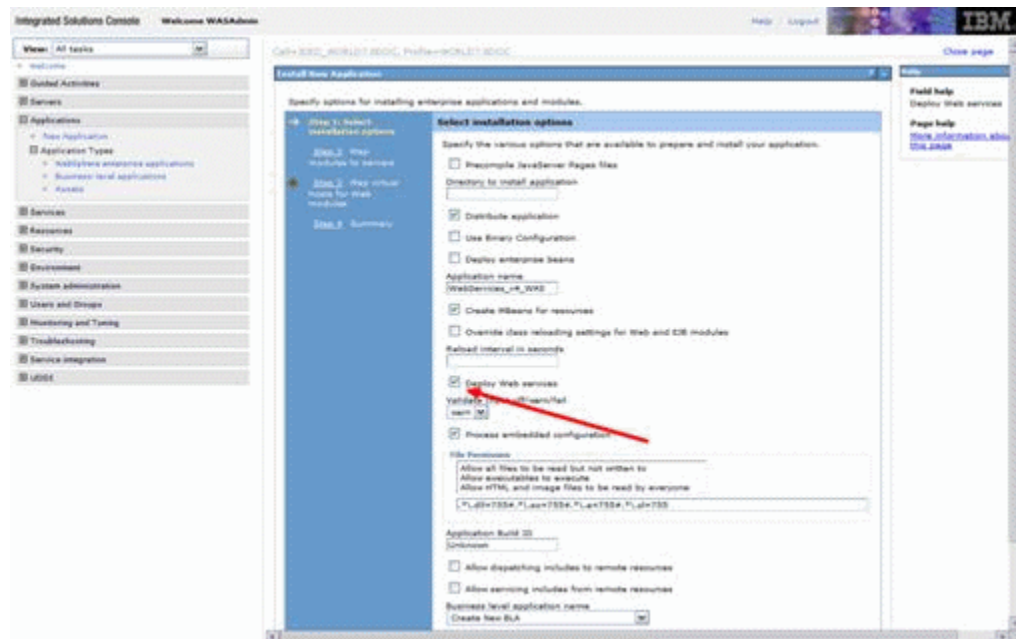 Integrated Solutions Console Welcome WASAdmin
Help | Logout
IBM
View: All tasks
Welcome
Guided Activities
Servers
Applications
New Application
Application Types
WebSphere enterprise applications
Business-level applications
Assets
Services
Resources
Security
Environment
System administration
Users and Groups
Monitoring and Tuning
Troubleshooting
Service integration
UDDI
Close page
Install New Application
Specify options for installing enterprise applications and modules.
Step 1: Select
installation options
Step 2 Map
modules to servers
Step 3 Map virtual
hosts for Web
modules
Step 4 Summary
Select installation options
Specify the various options that are available to prepare and install your application.
Precompile JavaServer Pages files
Directory to install application
Distribute application
Use Binary Configuration
Deploy enterprise beans
Application name
WebServices_v4_WAS
Create MBeans for resources
Override class reloading settings for Web and EJB modules
Reload interval in seconds
Deploy Web services
Validate
warn
Process embedded configuration
File Permission
Allow all files to be read but not written to
Allow executables to execute
Allow HTML and image files to be read by everyone
.*\.dll=755#.*\.so=755#.*\.a=755#.*\.sl=755
Application Build ID
Unknown
Allow dispatching includes to remote resources
Allow servicing includes from remote resources
Business level application name
Create New BLA
Help
Field help
Deploy Web services
Page help
More information about
this page